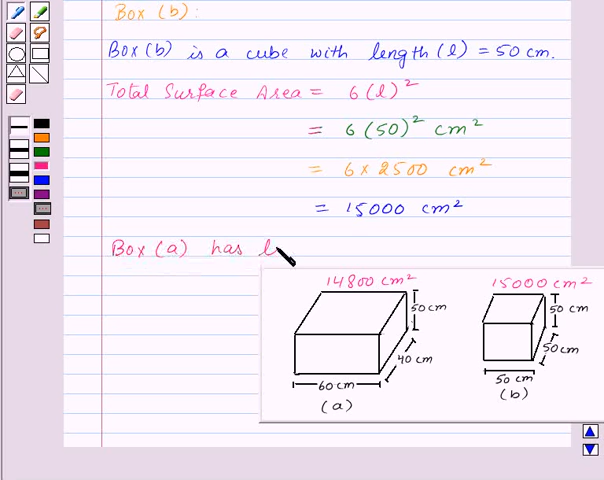 Box (b):
Box (b) is a cube with length (l) = 50 cm.
Total Surface Area = 6 (l)²
= 6 (50)² cm²
= 6 x 2500 cm²
= 15000 cm²
Box (a) has l
14800 cm²
50 cm
40 cm
60 cm
(a)
15000 cm²
50 cm
50 cm
50 cm
(b)